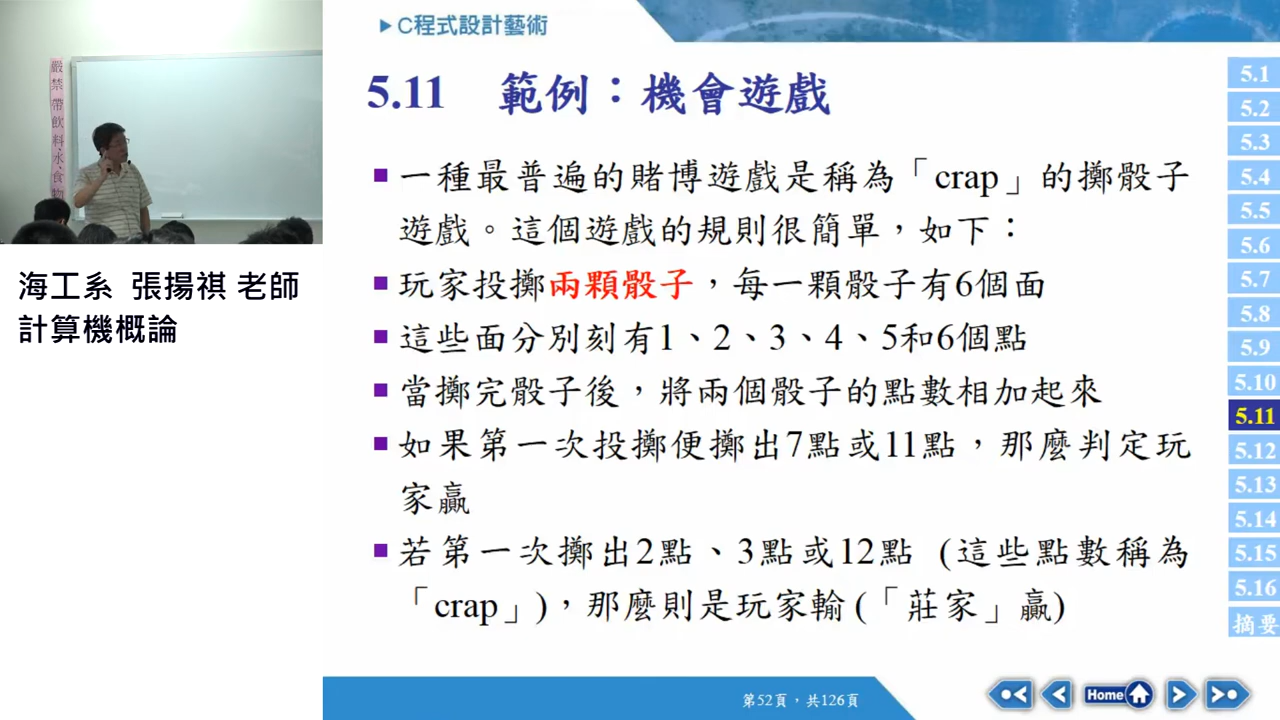 嚴禁帶飲料.水.食物
海工系 張揚祺 老師
計算機概論
C程式設計藝術
5.11 範例：機會遊戲
一種最普遍的賭博遊戲是稱為「crap」的擲骰子
遊戲。這個遊戲的規則很簡單，如下：
玩家投擲兩顆骰子，每一顆骰子有6個面
這些面分別刻有1、2、3、4、5和6個點
當擲完骰子後，將兩個骰子的點數相加起來
如果第一次投擲便擲出7點或11點，那麼判定玩
家贏
若第一次擲出2點、3點或12點 (這些點數稱為
「crap」)，那麼則是玩家輸 (「莊家」贏)
5.1
5.2
5.3
5.4
5.5
5.6
5.7
5.8
5.9
5.10
5.11
5.12
5.13
5.14
5.15
5.16
摘要
第52頁，共126頁
Home